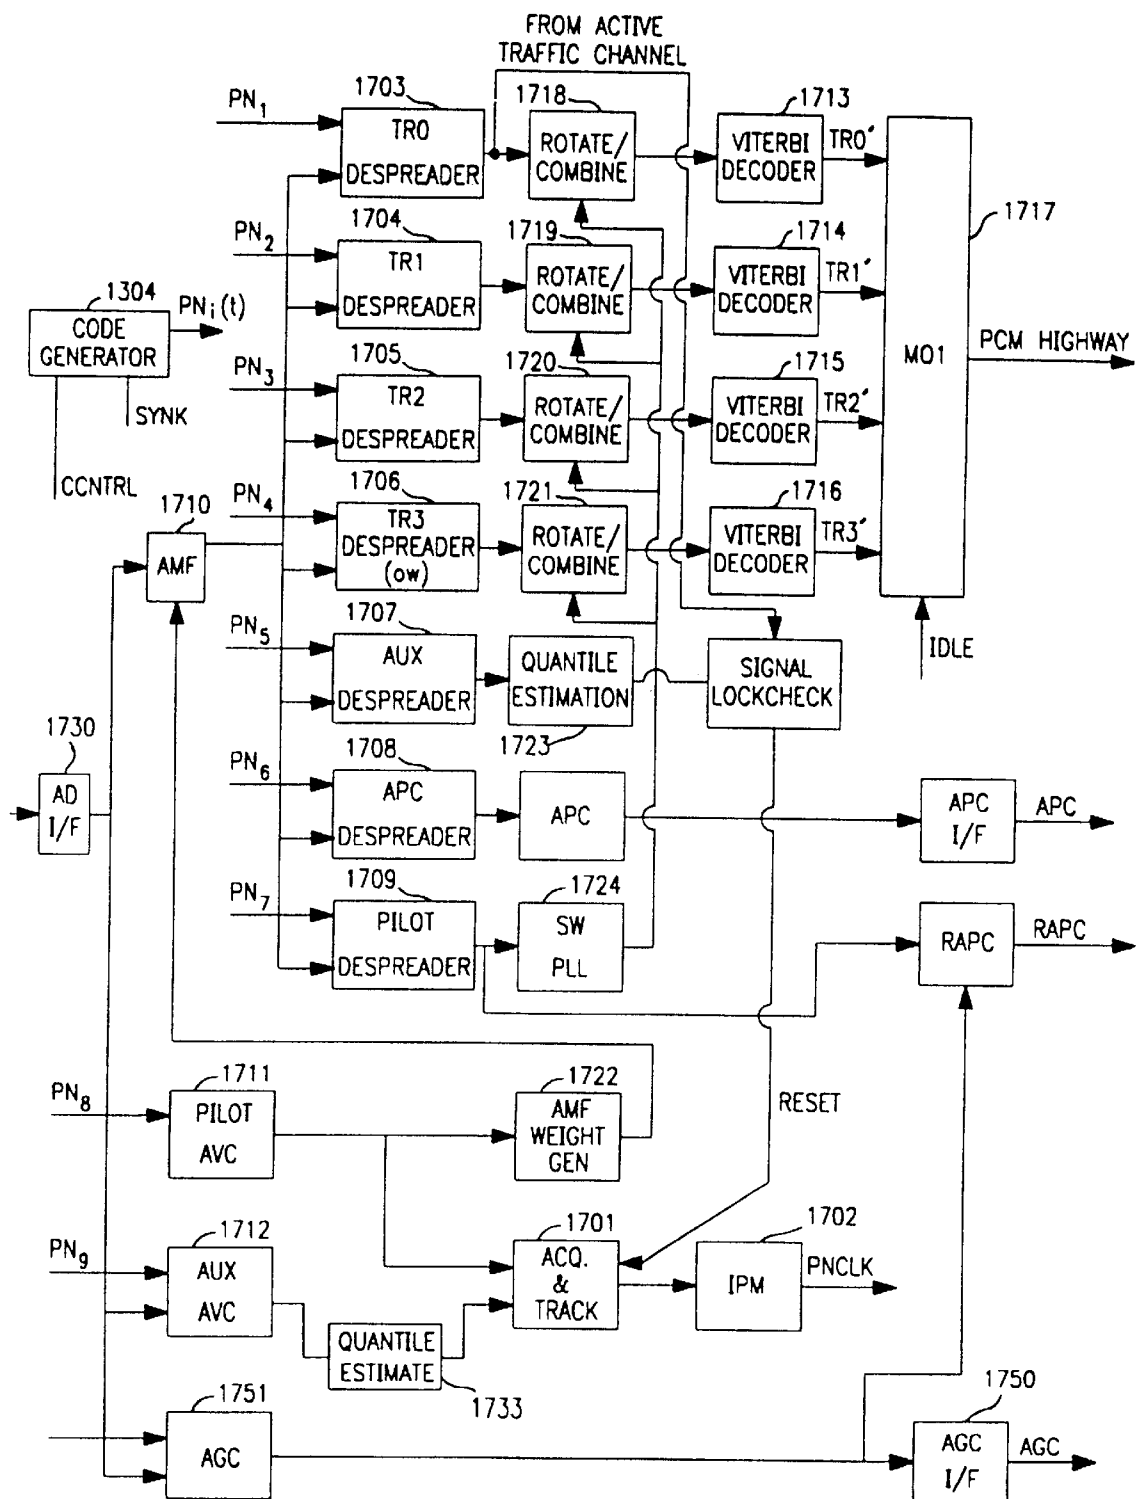 FROM ACTIVE
TRAFFIC CHANNEL
PN1
1703
TR0
DESPREADER
1718
ROTATE/
COMBINE
1713
VITERBI
DECODER
TR0'
PN2
1704
TR1
DESPREADER
1719
ROTATE/
COMBINE
1714
VITERBI
DECODER
TR1'
1717
M01
PCM HIGHWAY
1304
CODE
GENERATOR
PNi(t)
SYNK
CCNTRL
PN3
1705
TR2
DESPREADER
1720
ROTATE/
COMBINE
1715
VITERBI
DECODER
TR2'
PN4
1706
TR3
DESPREADER
(OW)
1721
ROTATE/
COMBINE
1716
VITERBI
DECODER
TR3'
IDLE
1710
AMF
PN5
1707
AUX
DESPREADER
QUANTILE
ESTIMATION
1723
SIGNAL
LOCKCHECK
1730
AD
I/F
PN6
1708
APC
DESPREADER
APC
APC
I/F
APC
PN7
1709
PILOT
DESPREADER
1724
SW
PLL
RAPC
RAPC
PN8
1711
PILOT
AVC
1722
AMF
WEIGHT
GEN
RESET
PN9
1712
AUX
AVC
QUANTILE
ESTIMATE
1733
1701
ACQ.
&
TRACK
1702
IPM
PNCLK
1751
AGC
1750
AGC
I/F
AGC